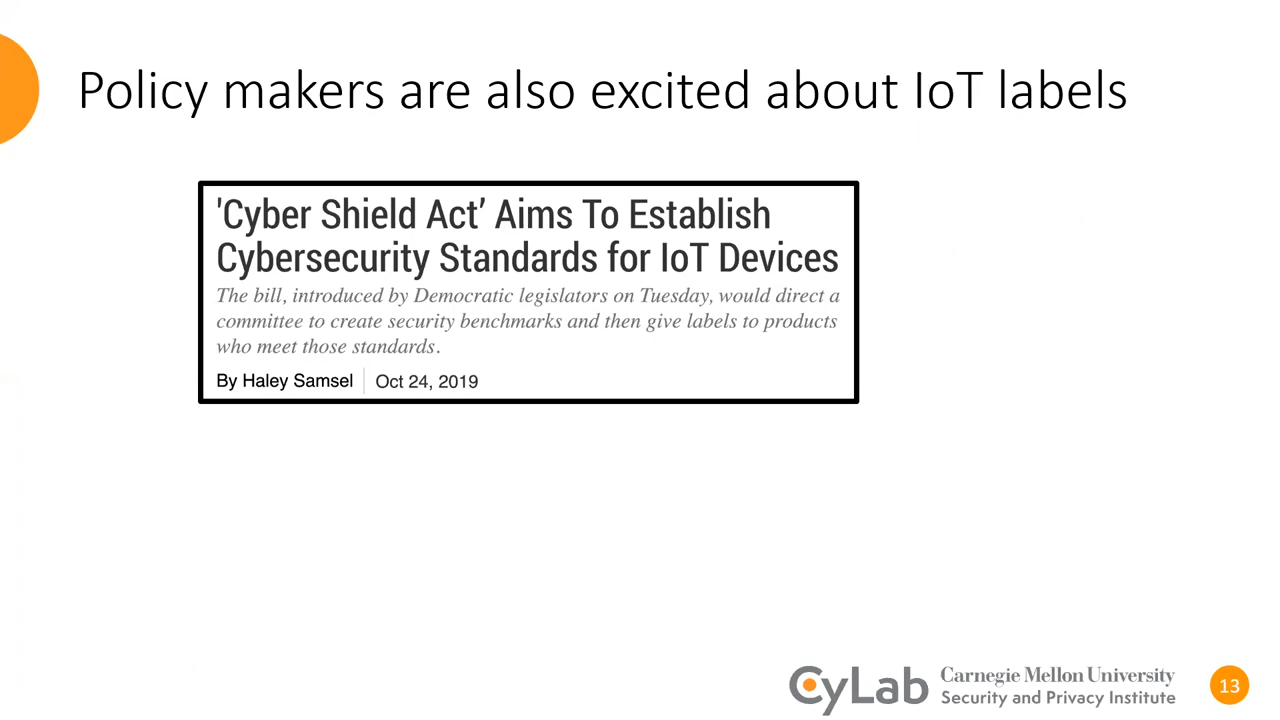 Policy makers are also excited about IoT labels
'Cyber Shield Act’ Aims To Establish
Cybersecurity Standards for IoT Devices
The bill, introduced by Democratic legislators on Tuesday, would direct a
committee to create security benchmarks and then give labels to products
who meet those standards.
By Haley Samsel Oct 24, 2019
CyLab
Carnegie Mellon University
Security and Privacy Institute
13